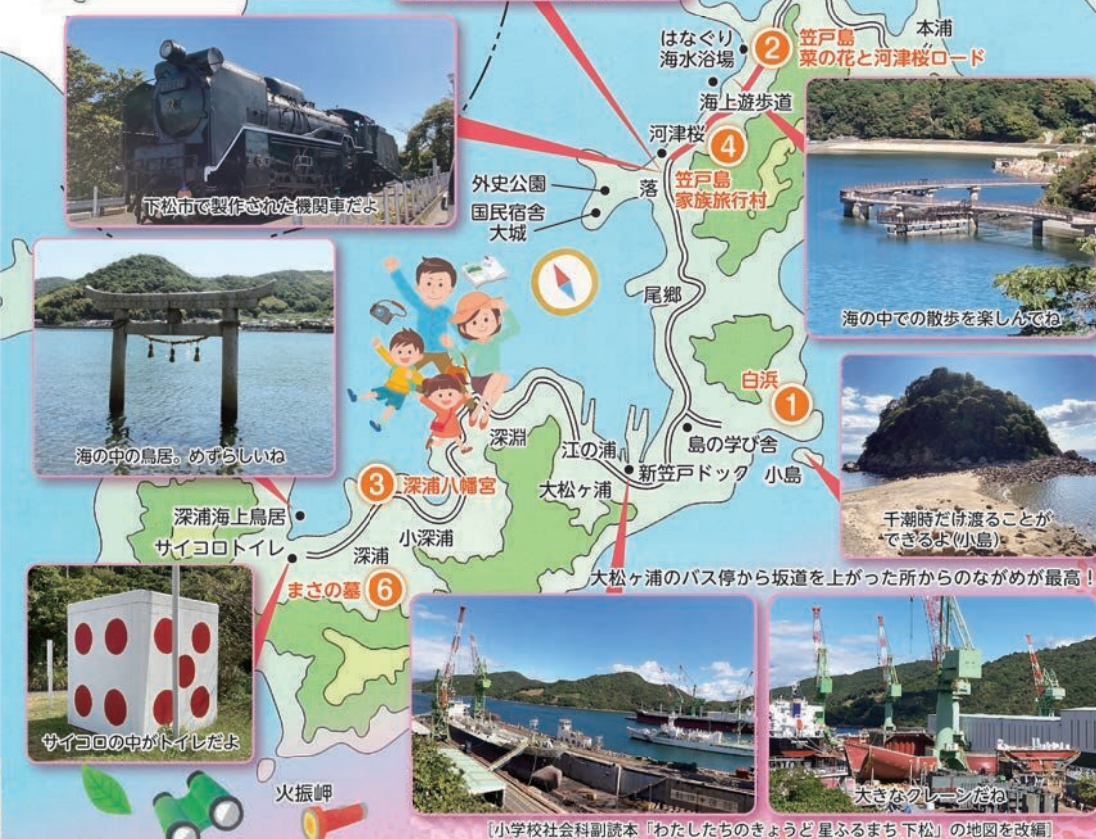 はなぐり
海水浴場
2
笠戸島
菜の花と河津桜ロード
本浦
海上遊歩道
河津桜
4
笠戸島
家族旅行村
落
外史公園
国民宿舎
大城
下松市で製作された機関車だよ
海の中での散歩を楽しんでね
尾郷
白浜
1
海の中の鳥居。めずらしいね
深淵
江の浦
島の学び舎
新笠戸ドック
小島
大松ヶ浦
3
深浦八幡宮
小深浦
深浦海上鳥居
サイコロトイレ
深浦
まさの墓
6
干潮時だけ渡ることが
できるよ(小島)
大松ヶ浦のバス停から坂道を上がった所からのながめが最高！
サイコロの中がトイレだよ
大きなクレーンだね
火振岬
[小学校社会科副読本「わたしたちのきょうど 星ふるまち 下松」の地図を改編]